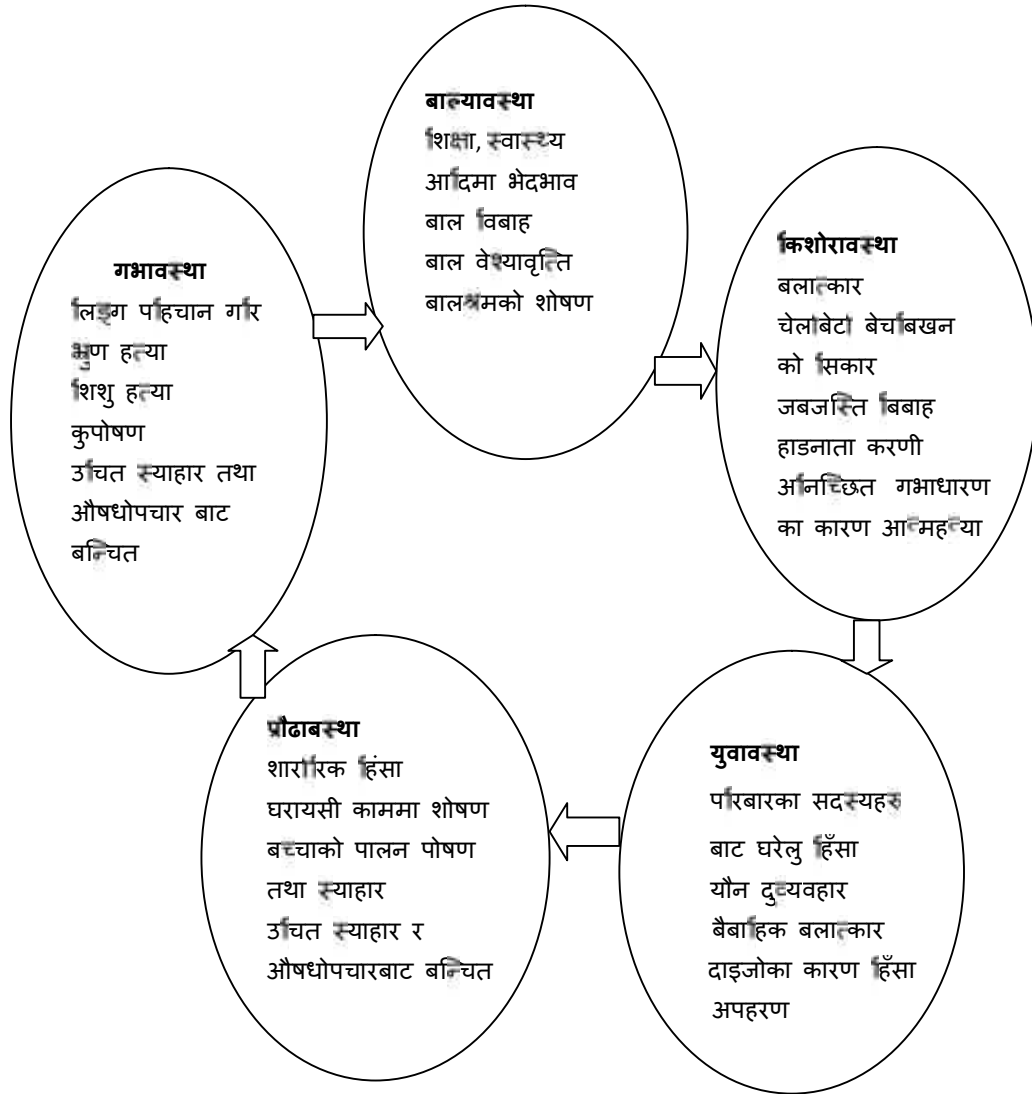 गभावस्था
लिङ्ग पहिचान गरि
भ्रुण हत्या
शिशु हत्या
कुपोषण
उचित स्याहार तथा
औषधोपचार बाट
बन्चित
बाल्यावस्था
शिक्षा, स्वास्थ्य
आदिमा भेदभाव
बाल विबाह
बाल वेश्यावृत्ति
बालश्रमको शोषण
किशोरावस्था
बलात्कार
चेलीबेटी बेचबिखन
को सिकार
जबजस्ति बिबाह
हाडनाता करणी
अनिच्छित गभाधारण
का कारण आत्महत्या
युवावस्था
परिबारका सदस्यहरु
बाट घरेलु हिँसा
यौन दुव्यवहार
बैबाहिक बलात्कार
दाइजोका कारण हिँसा
अपहरण
प्रौढाबस्था
शारीरिक हिंसा
घरायसी काममा शोषण
बच्चाको पालन पोषण
तथा स्याहार
उचित स्याहार र
औषधोपचारबाट बन्चित